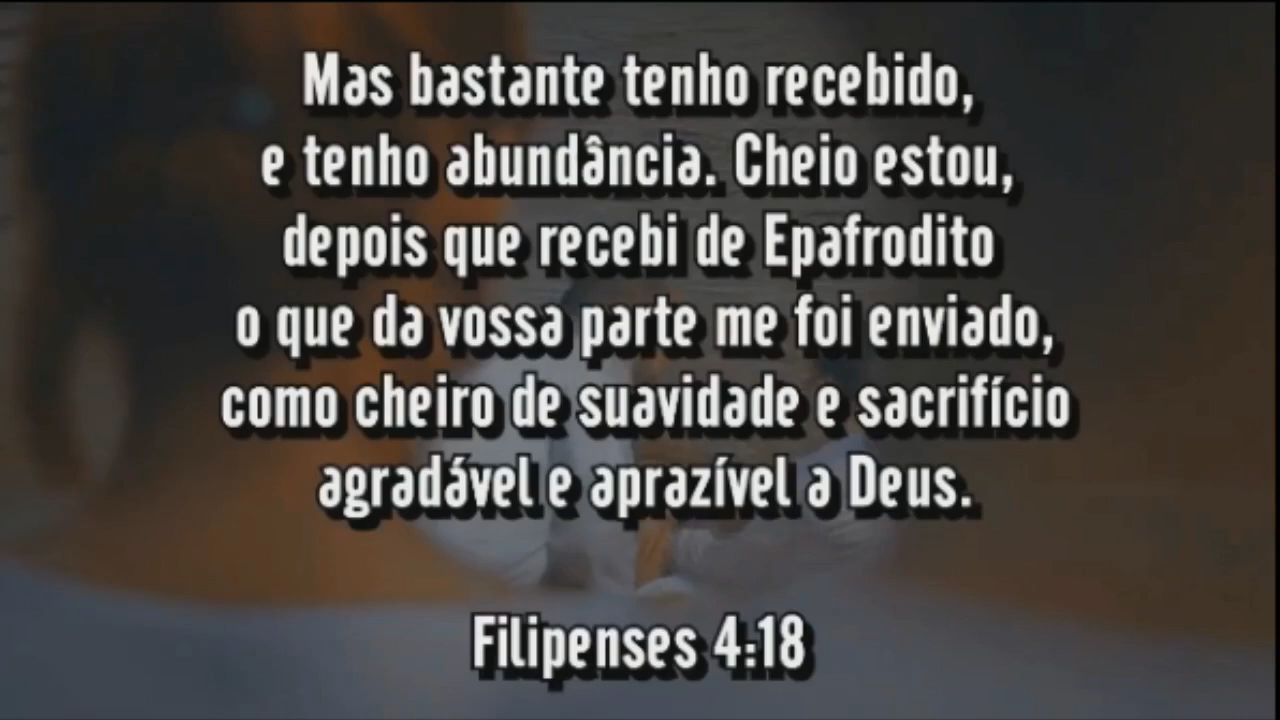 Mas bastante tenho recebido,
e tenho abundância. Cheio estou,
depois que recebi de Epafrodito
o que da vossa parte me foi enviado,
como cheiro de suavidade e sacrifício
agradável e aprazível a Deus.
Filipenses 4:18